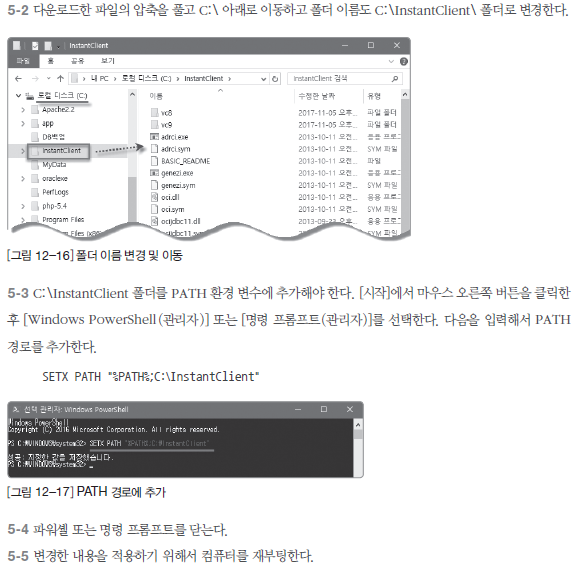 5-2 다운로드한 파일의 압축을 풀고 C:\ 아래로 이동하고 폴더 이름도 C:\InstantClient\ 폴더로 변경한다.
InstantClient
파일 홈 공유 보기
내 PC > 로컬 디스크 (C:) > InstantClient >
InstantClient 검색
로컬 디스크 (C:)
Apache2.2
app
DB백업
InstantClient
MyData
oraclexe
PerfLogs
php-5.4
Program Files
Program Files (x86)
이름 수정한 날짜 유형
vc8 2017-11-05 오후... 파일 폴더
vc9 2017-11-05 오후... 파일 폴더
adrci.exe 2013-10-11 오전... 응용 프로그
adrci.sym 2013-10-11 오전... SYM 파일
BASIC_README 2013-10-11 오전... 파일
genezi.exe 2013-10-11 오전... 응용 프로그
genezi.sym 2013-10-11 오전... SYM 파일
oci.dll 2013-10-11 오전... 응용 프로그
oci.sym 2013-10-11 오전... SYM 파일
ocijdbc11.dll 2013-09-23 오후... 응용 프로그
ocijdbc11.sym SYM 파일
[그림 12-16] 폴더 이름 변경 및 이동
5-3 C:\InstantClient 폴더를 PATH 환경 변수에 추가해야 한다. [시작]에서 마우스 오른쪽 버튼을 클릭한
후 [Windows PowerShell(관리자)] 또는 [명령 프롬프트(관리자)]를 선택한다. 다음을 입력해서 PATH
경로를 추가한다.
SETX PATH "%PATH%;C:\InstantClient"
선택 관리자: Windows PowerShell
Windows PowerShell
Copyright (C) 2016 Microsoft Corporation. All rights reserved.
PS C:\WINDOWS\system32> SETX PATH "%PATH%;C:\InstantClient"
성공: 지정한 값을 저장했습니다.
PS C:\WINDOWS\system32>
[그림 12-17] PATH 경로에 추가
5-4 파워셸 또는 명령 프롬프트를 닫는다.
5-5 변경한 내용을 적용하기 위해서 컴퓨터를 재부팅한다.